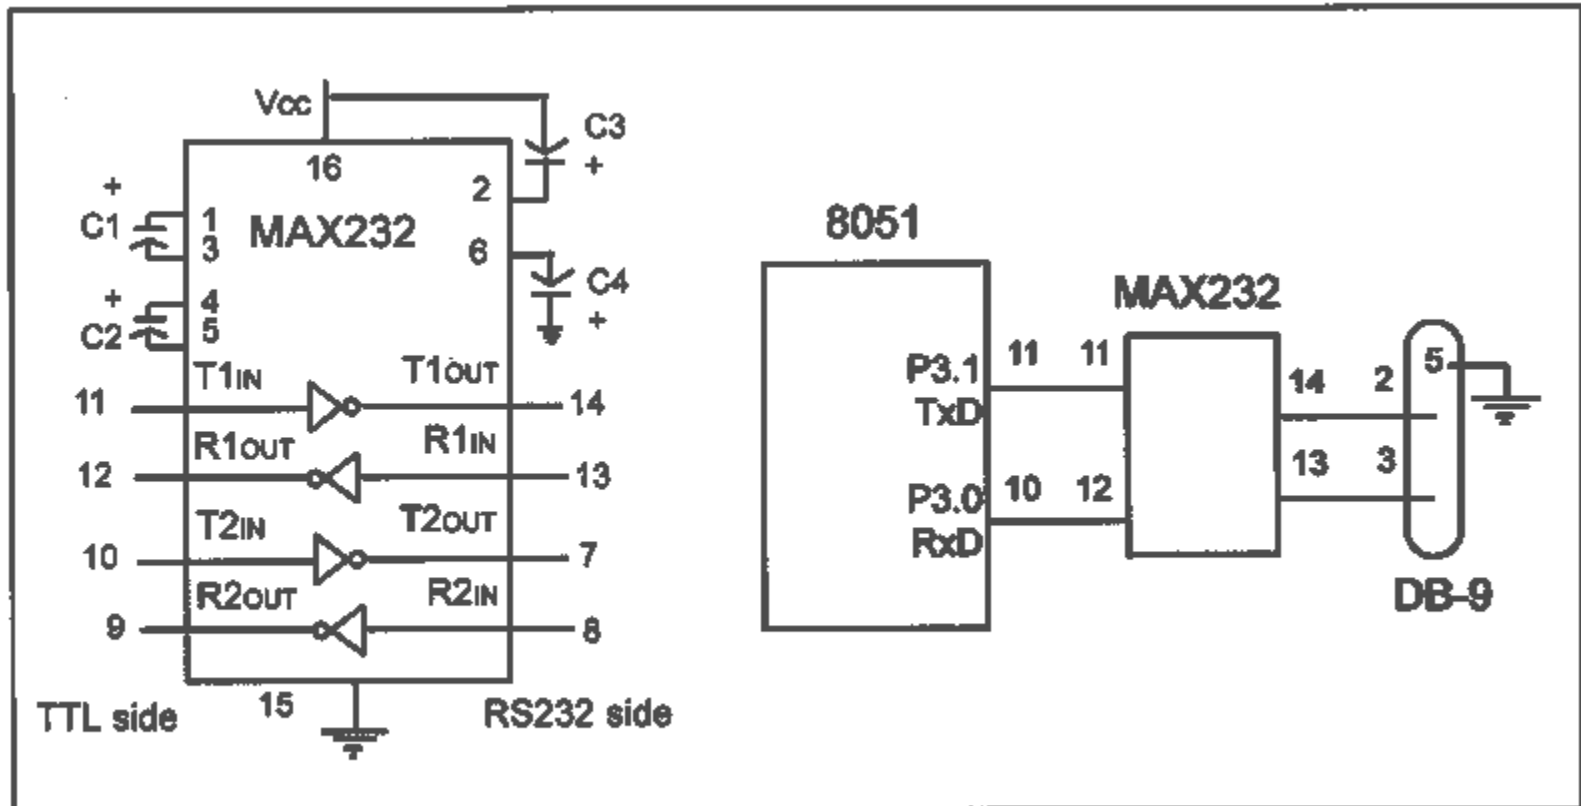 Vcc
C3
+
16
2
+
C1
1
3
MAX232
6
C4
+
+
C2
4
5
T1IN
T1OUT
11
14
R1OUT
R1IN
12
13
T2IN
T2OUT
10
7
R2OUT
R2IN
9
8
TTL side
15
RS232 side
8051
MAX232
P3.1
TxD
11
11
14
2
5
P3.0
RxD
10
12
13
3
DB-9